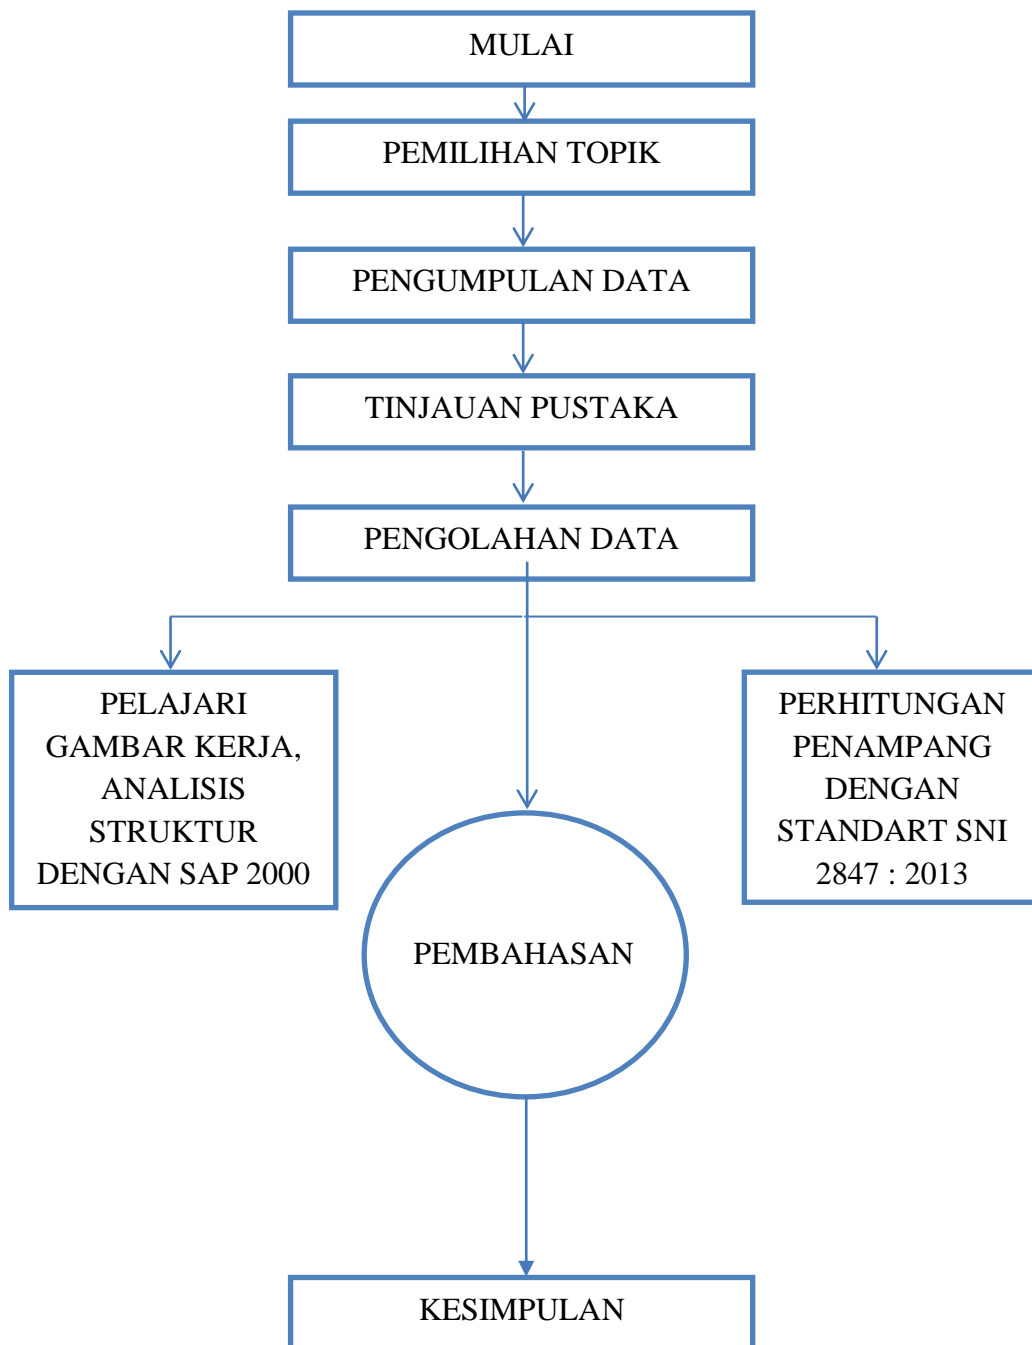 MULAI
PEMILIHAN TOPIK
PENGUMPULAN DATA
TINJAUAN PUSTAKA
PENGOLAHAN DATA
PELAJARI
GAMBAR KERJA,
ANALISIS
STRUKTUR
DENGAN SAP 2000
PERHITUNGAN
PENAMPANG
DENGAN
STANDART SNI
2847 : 2013
PEMBAHASAN
KESIMPULAN